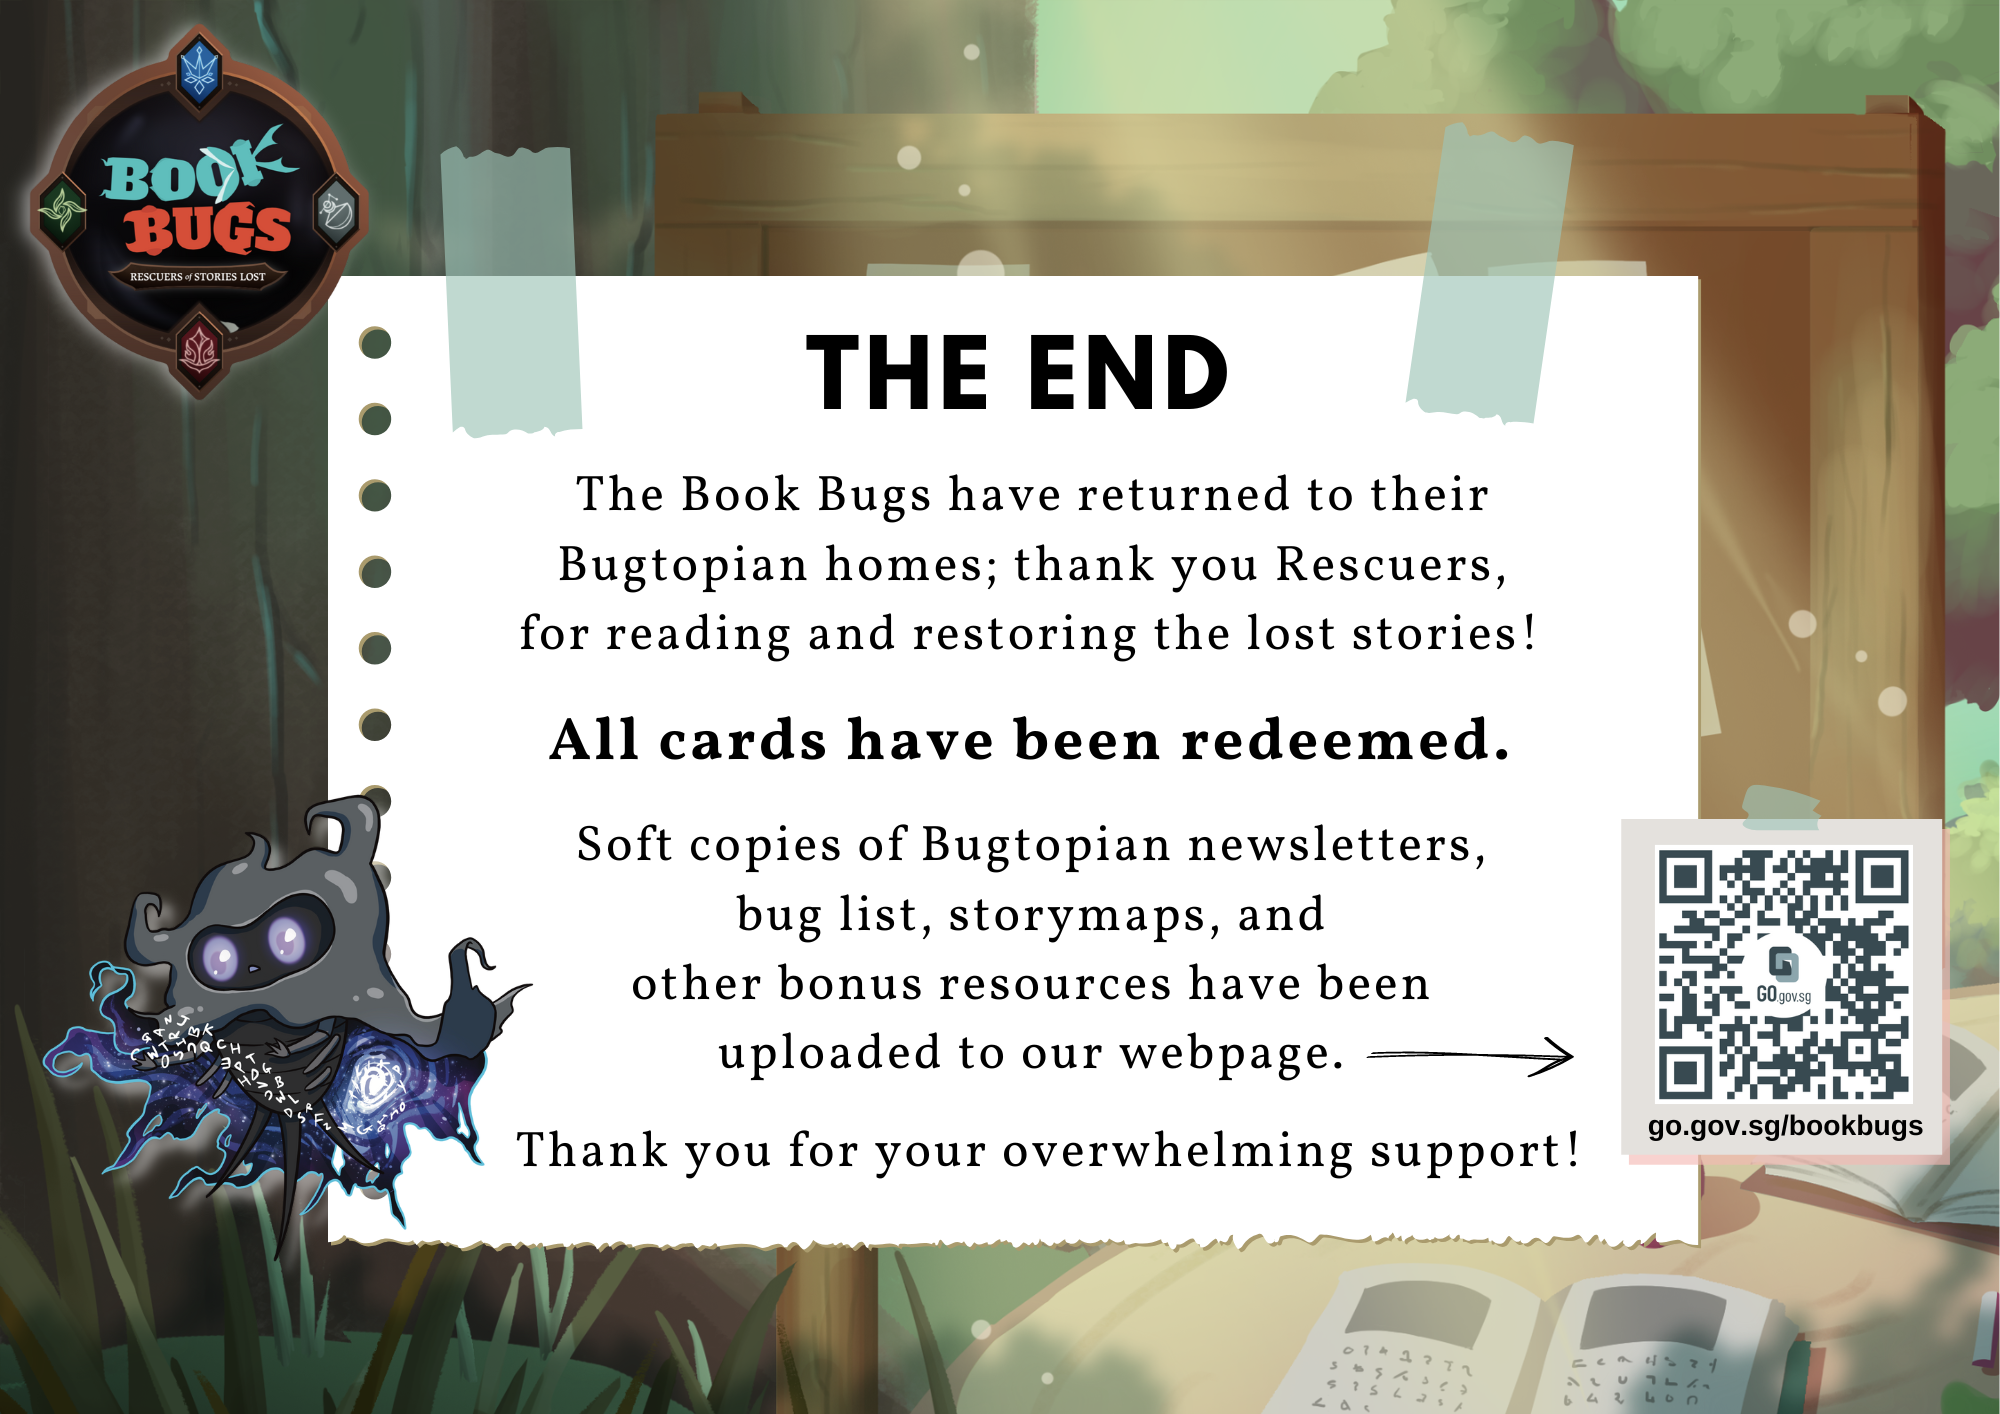 BOOK
BUGS
RESCUERS of STORIES LOST
THE END
The Book Bugs have returned to their
Bugtopian homes; thank you Rescuers,
for reading and restoring the lost stories!
All cards have been redeemed.
Soft copies of Bugtopian newsletters,
bug list, storymaps, and
other bonus resources have been
uploaded to our webpage.
Thank you for your overwhelming support!
GO.gov.sg
go.gov.sg/bookbugs